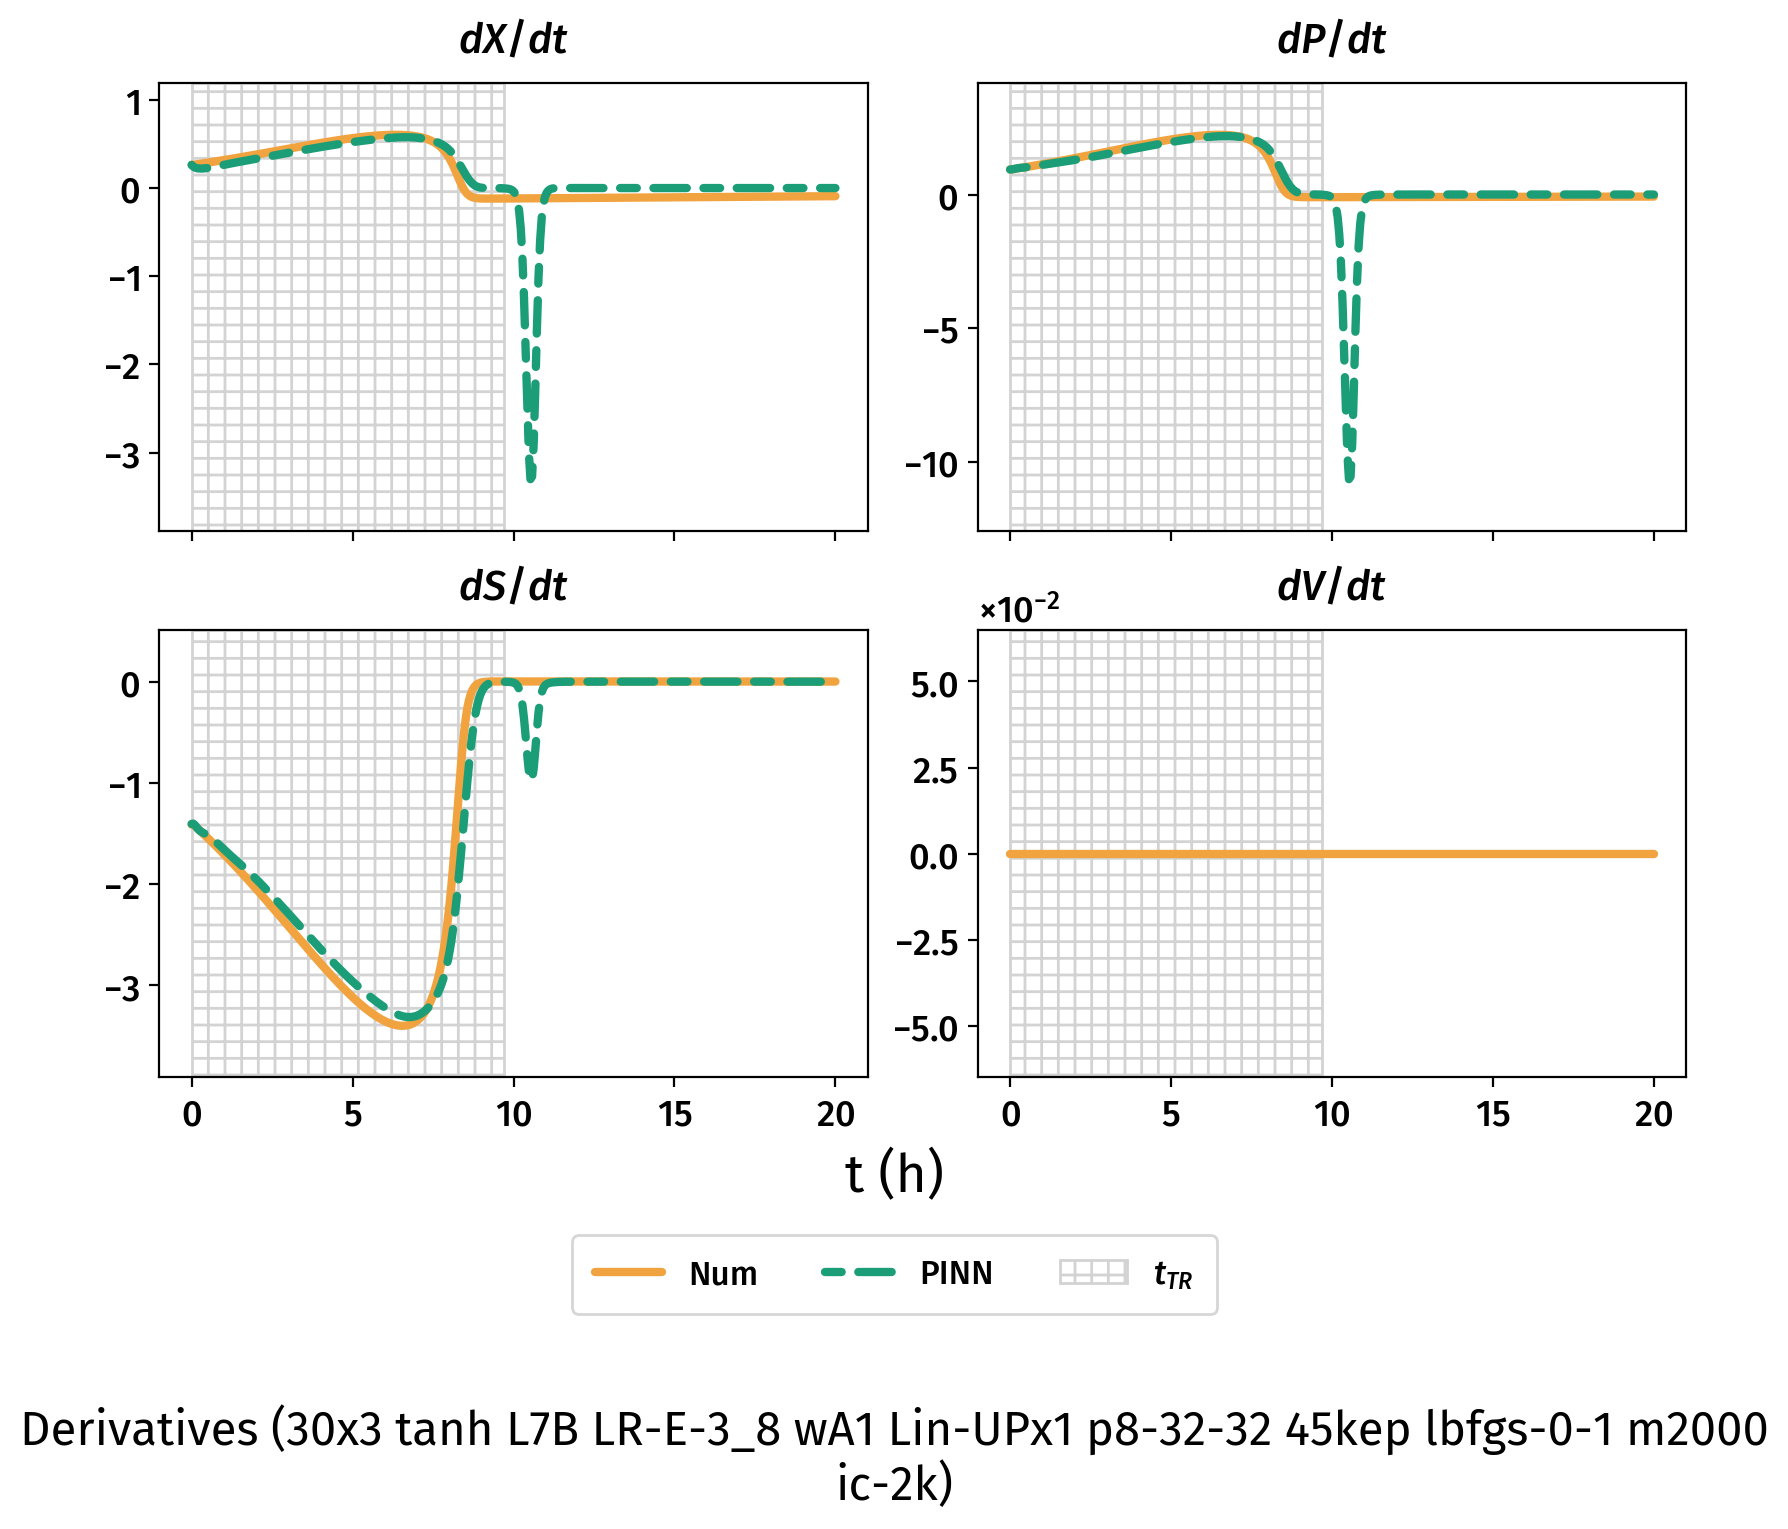 dX/dt
dP/dt
1
0
−1
−2
−3
0
−5
−10
dS/dt
dV/dt
×10⁻²
0
−1
−2
−3
5.0
2.5
0.0
−2.5
−5.0
0 5 10 15 20
0 5 10 15 20
t (h)
Num PINN t_TR
Derivatives (30x3 tanh L7B LR-E-3_8 wA1 Lin-UPx1 p8-32-32 45kep lbfgs-0-1 m2000
ic-2k)